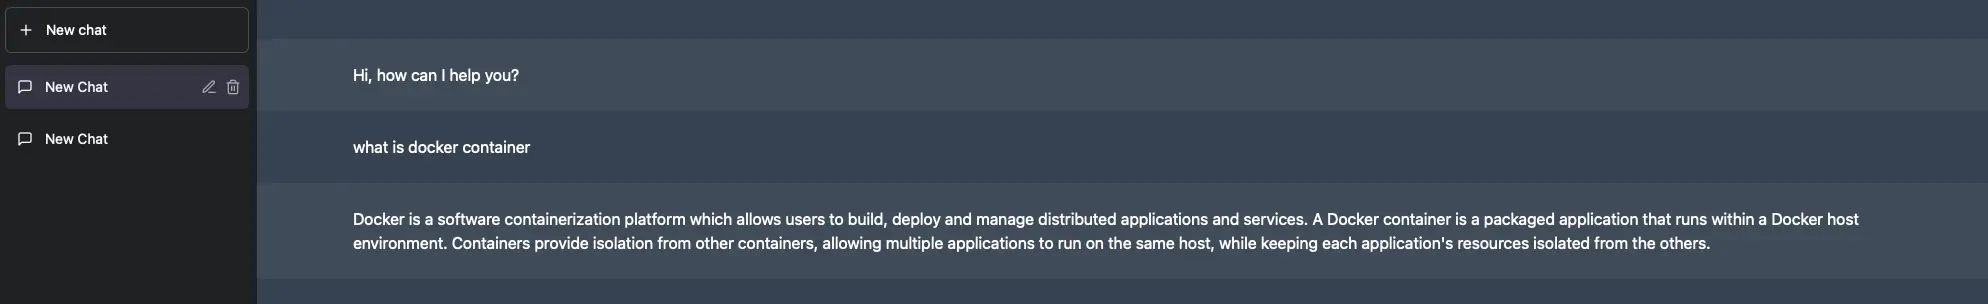 New chat
New Chat
New Chat
Hi, how can I help you?
what is docker container
Docker is a software containerization platform which allows users to build, deploy and manage distributed applications and services. A Docker container is a packaged application that runs within a Docker host
environment. Containers provide isolation from other containers, allowing multiple applications to run on the same host, while keeping each application's resources isolated from the others.